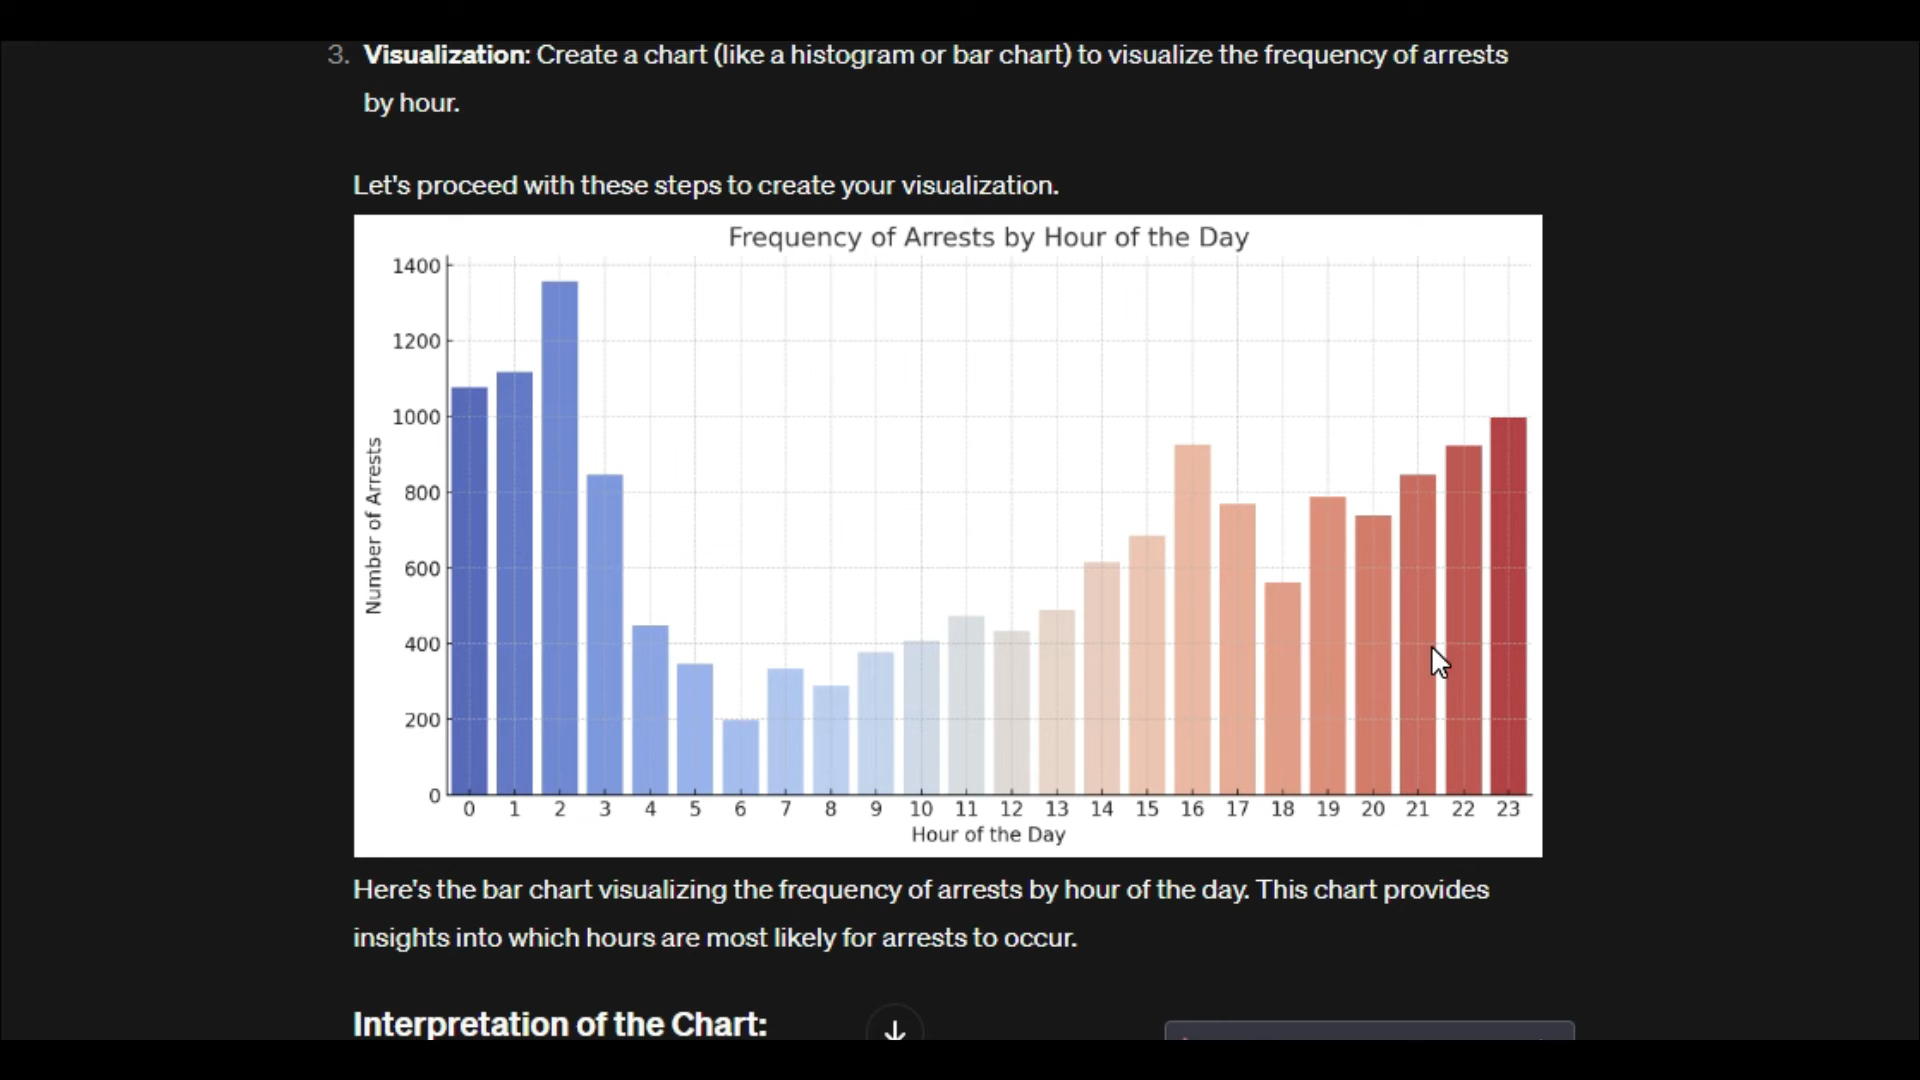 3. Visualization: Create a chart (like a histogram or bar chart) to visualize the frequency of arrests
by hour.
Let's proceed with these steps to create your visualization.
Frequency of Arrests by Hour of the Day
1400
1200
1000
800
600
400
200
0
Number of Arrests
0 1 2 3 4 5 6 7 8 9 10 11 12 13 14 15 16 17 18 19 20 21 22 23
Hour of the Day
Here's the bar chart visualizing the frequency of arrests by hour of the day. This chart provides
insights into which hours are most likely for arrests to occur.
Interpretation of the Chart: